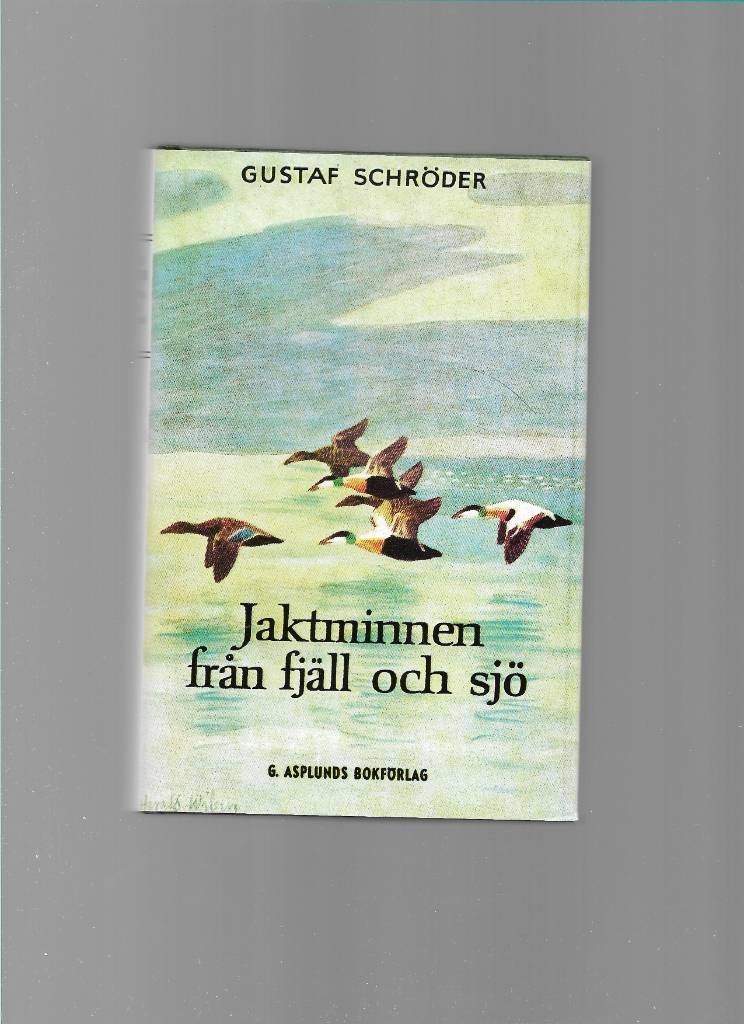 GUSTAF SCHRÖDER
Jaktminnen
från fjäll och sjö
G. ASPLUNDS BOKFÖRLAG